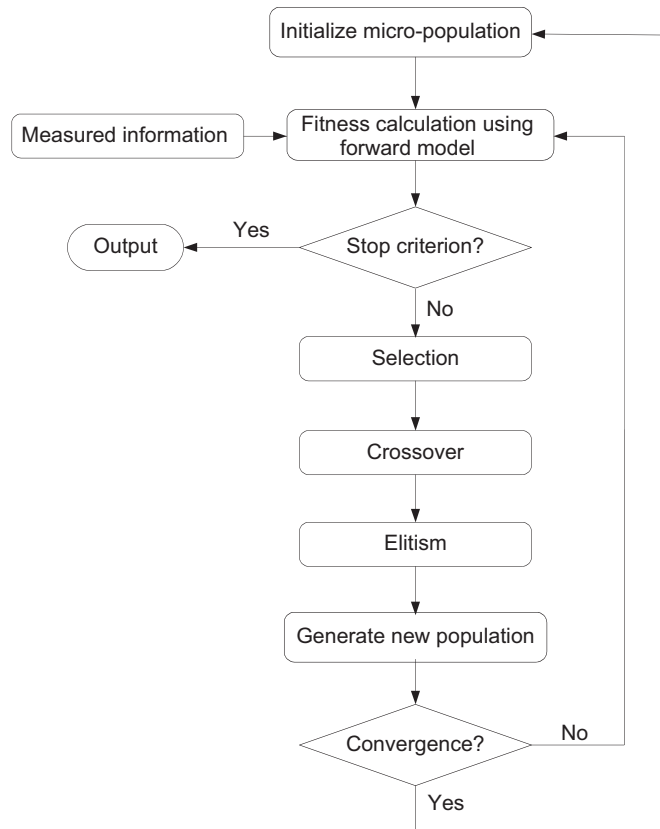 Initialize micro-population
Measured information
Fitness calculation using
forward model
Yes
Output
Stop criterion?
No
Selection
Crossover
Elitism
Generate new population
Convergence?
No
Yes